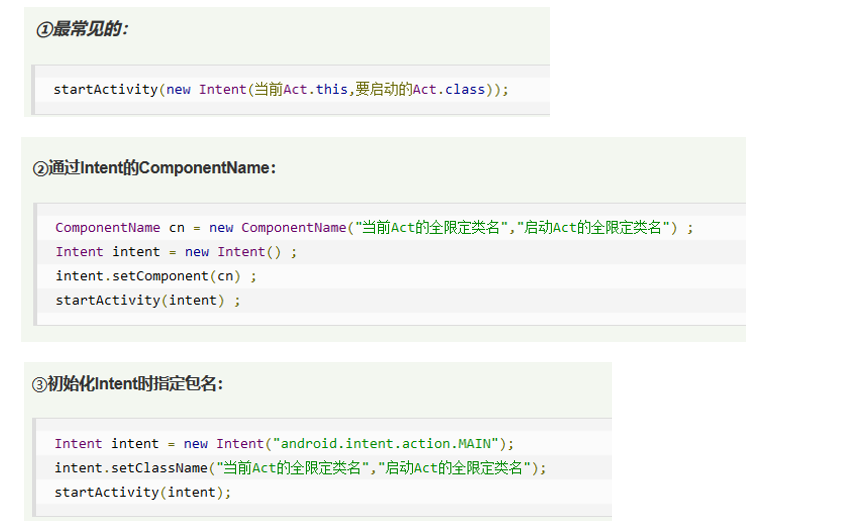 ①最常见的：
startActivity(new Intent(当前Act.this,要启动的Act.class));
②通过Intent的ComponentName：
ComponentName cn = new ComponentName("当前Act的全限定类名","启动Act的全限定类名") ;
Intent intent = new Intent() ;
intent.setComponent(cn) ;
startActivity(intent) ;
③初始化Intent时指定包名：
Intent intent = new Intent("android.intent.action.MAIN");
intent.setClassName("当前Act的全限定类名","启动Act的全限定类名");
startActivity(intent);